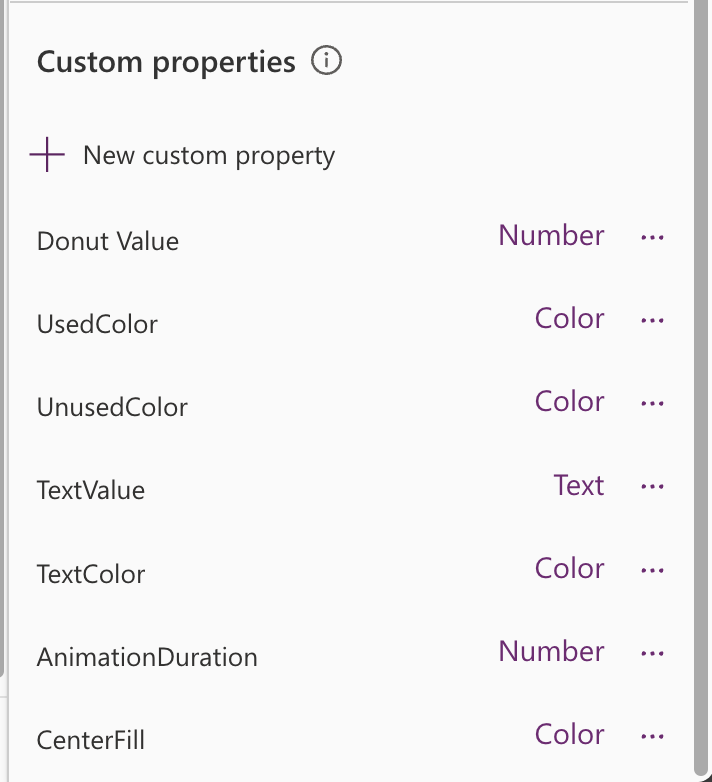 Custom properties
New custom property
Donut Value Number ...
UsedColor Color ...
UnusedColor Color ...
TextValue Text ...
TextColor Color ...
AnimationDuration Number ...
CenterFill Color ...